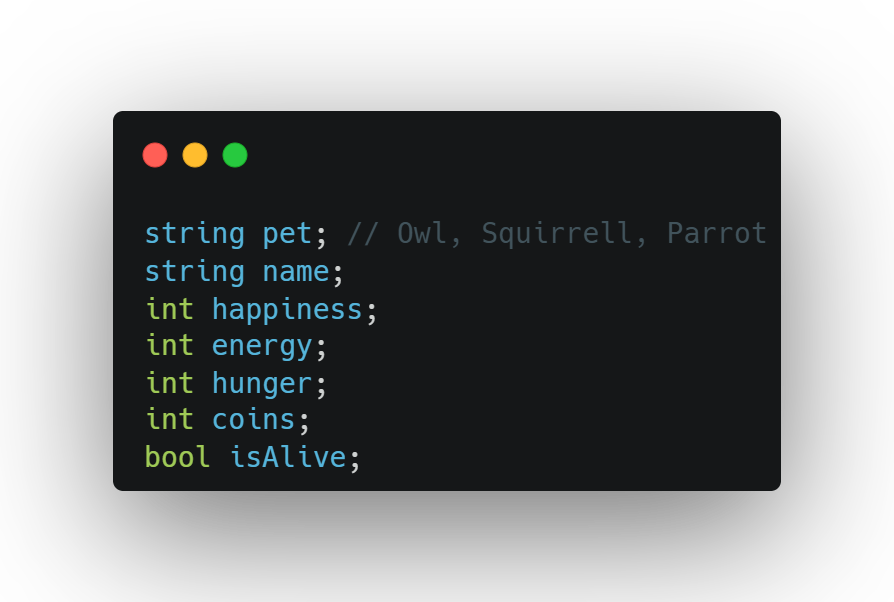 string pet; // Owl, Squirrell, Parrot
string name;
int happiness;
int energy;
int hunger;
int coins;
bool isAlive;